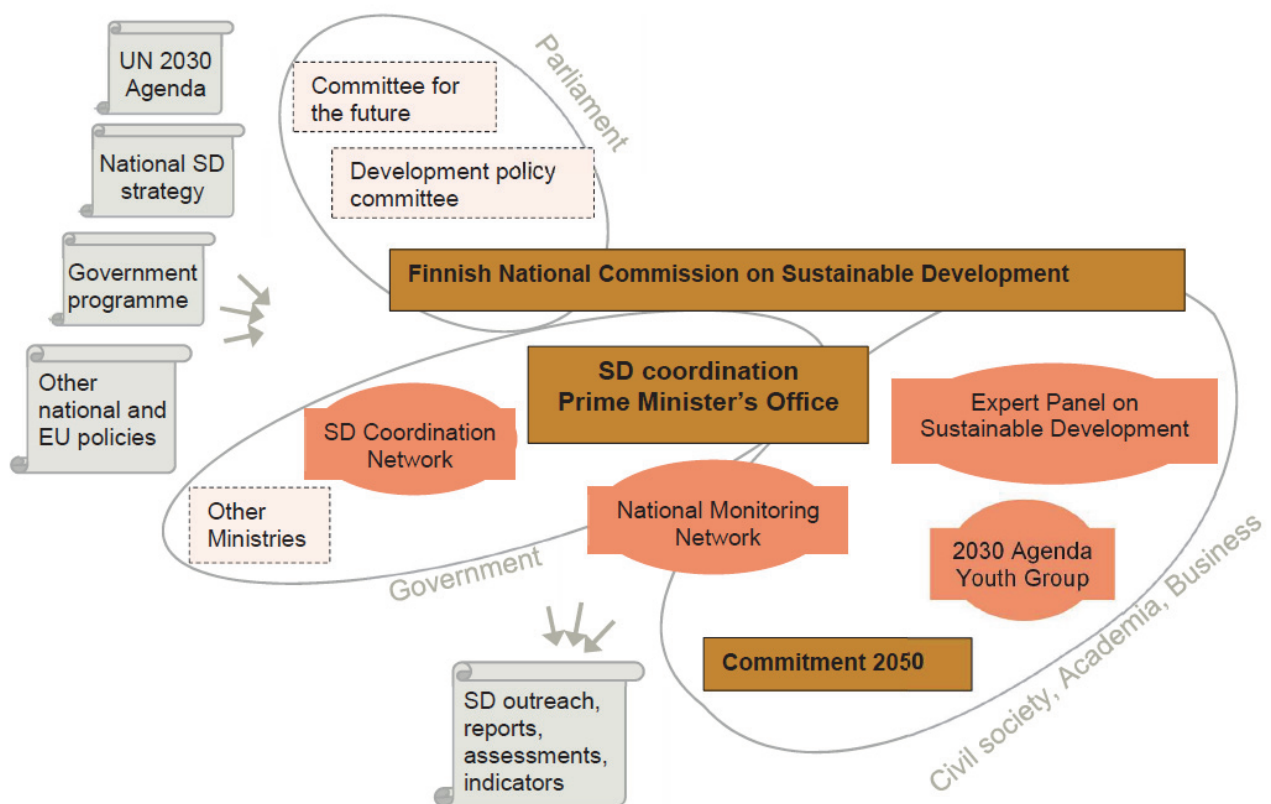 UN 2030
Agenda
National SD
strategy
Government
programme
Other
national and
EU policies
Parliament
Committee for
the future
Development policy
committee
Finnish National Commission on Sustainable Development
SD coordination
Prime Minister's Office
SD Coordination
Network
Other
Ministries
Government
National Monitoring
Network
Expert Panel on
Sustainable Development
2030 Agenda
Youth Group
Commitment 2050
Civil society, Academia, Business
SD outreach,
reports,
assessments,
indicators